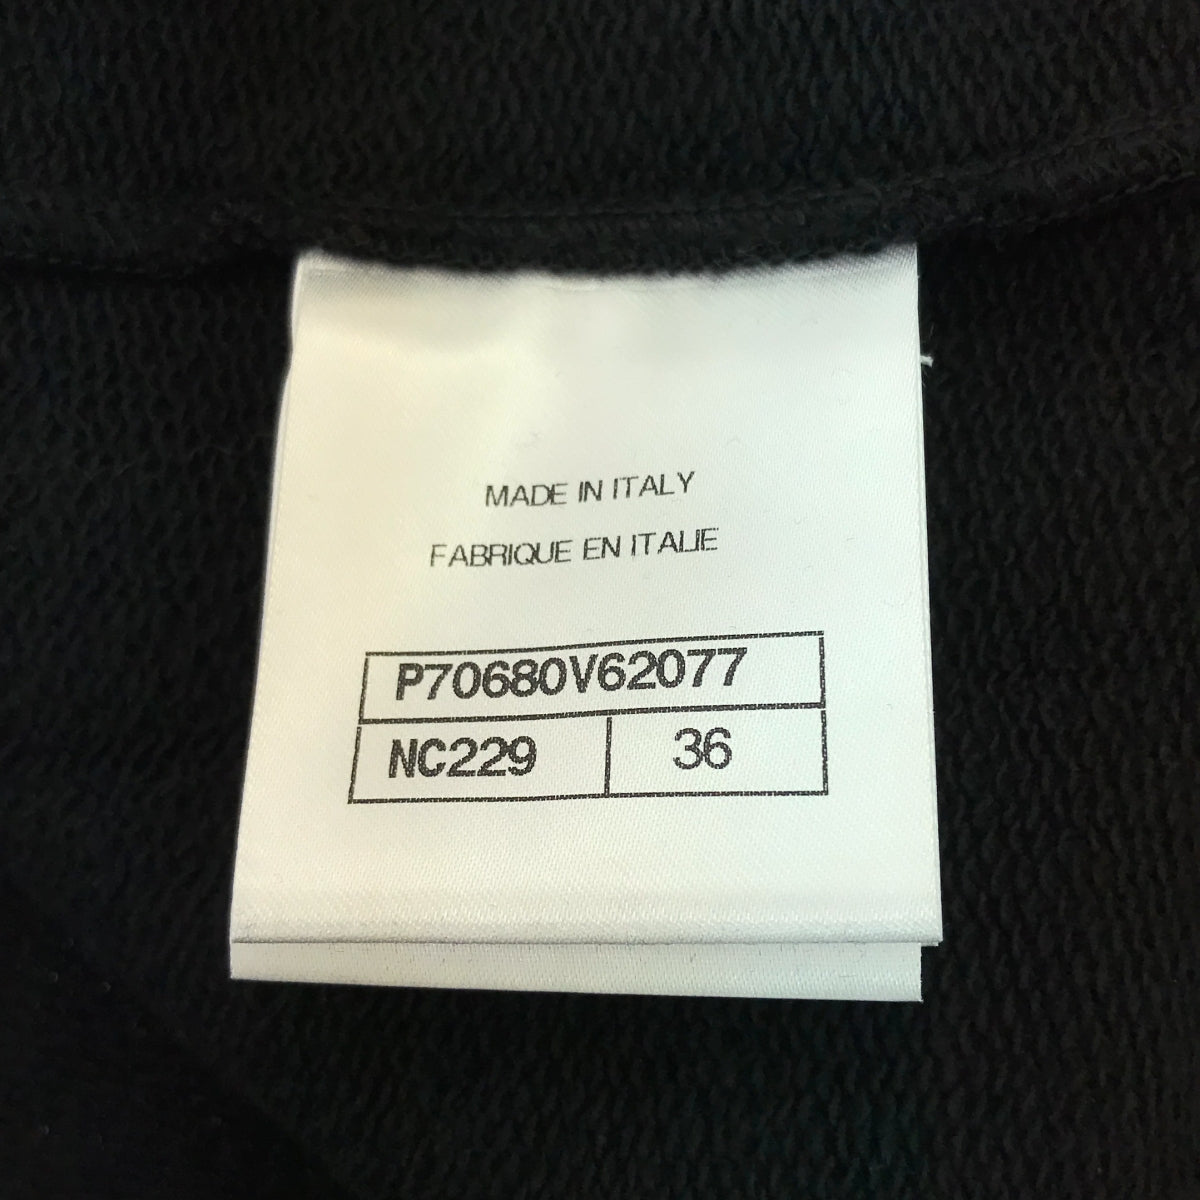 MADE IN ITALY
FABRIQUE EN ITALIE
P70680V62077
NC229 36